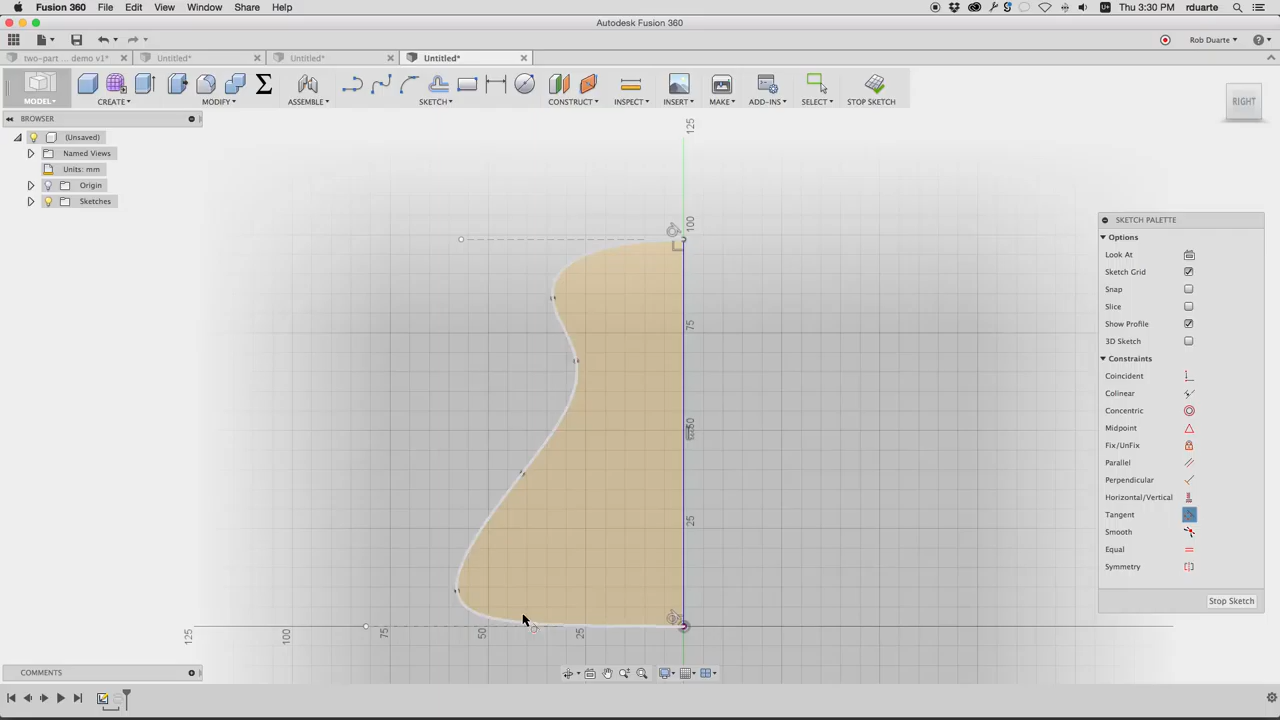 Fusion 360 File Edit View Window Share Help
Thu 3:30 PM rduarte
Autodesk Fusion 360
Rob Duarte
two-part ... demo v1* Untitled* Untitled* Untitled*
MODEL CREATE MODIFY ASSEMBLE SKETCH CONSTRUCT INSPECT INSERT MAKE ADD-INS SELECT STOP SKETCH
RIGHT
BROWSER
(Unsaved)
Named Views
Units: mm
Origin
Sketches
125
100
75
25
125
100
75
50
25
SKETCH PALETTE
Options
Look At
Sketch Grid
Snap
Slice
Show Profile
3D Sketch
Constraints
Coincident
Colinear
Concentric
Midpoint
Fix/UnFix
Parallel
Perpendicular
Horizontal/Vertical
Tangent
Smooth
Equal
Symmetry
Stop Sketch
COMMENTS